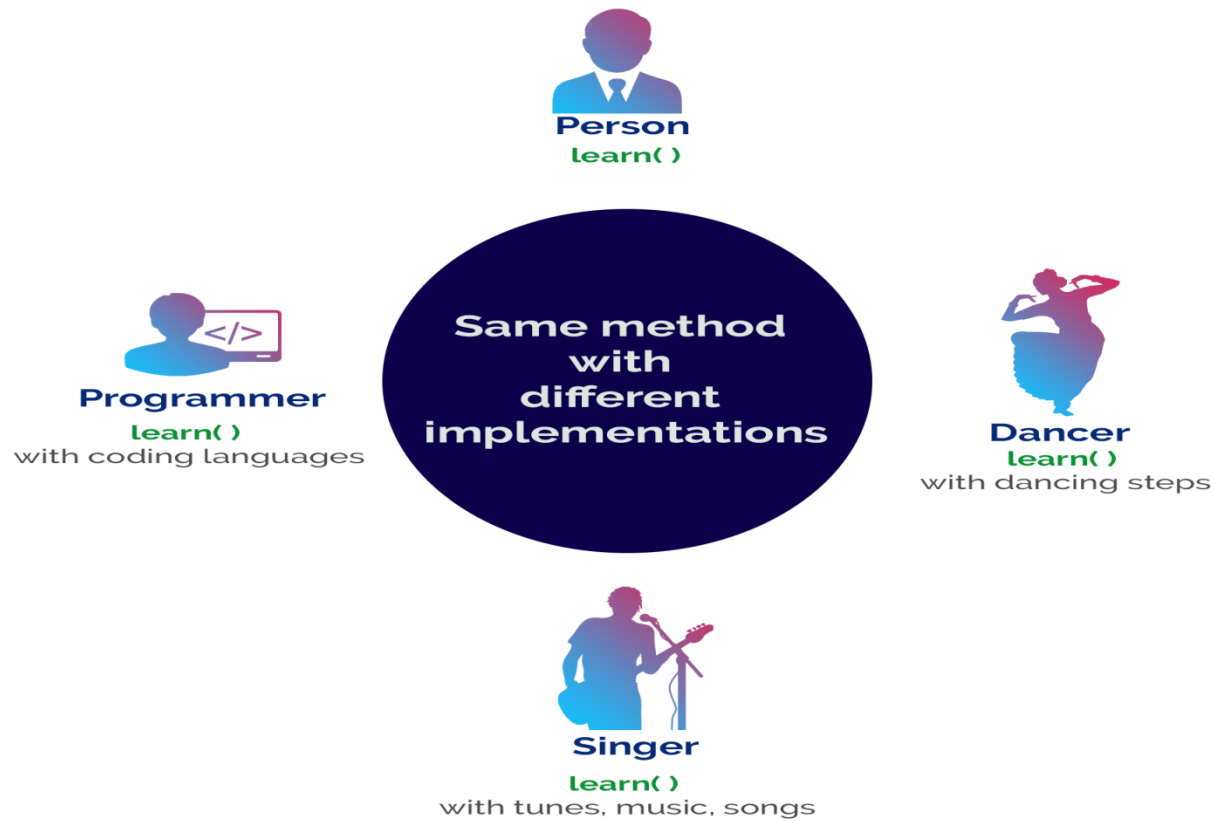 Person
learn( )
Same method
with
different
implementations
</>
Programmer
learn( )
with coding languages
Dancer
learn( )
with dancing steps
Singer
learn( )
with tunes, music, songs